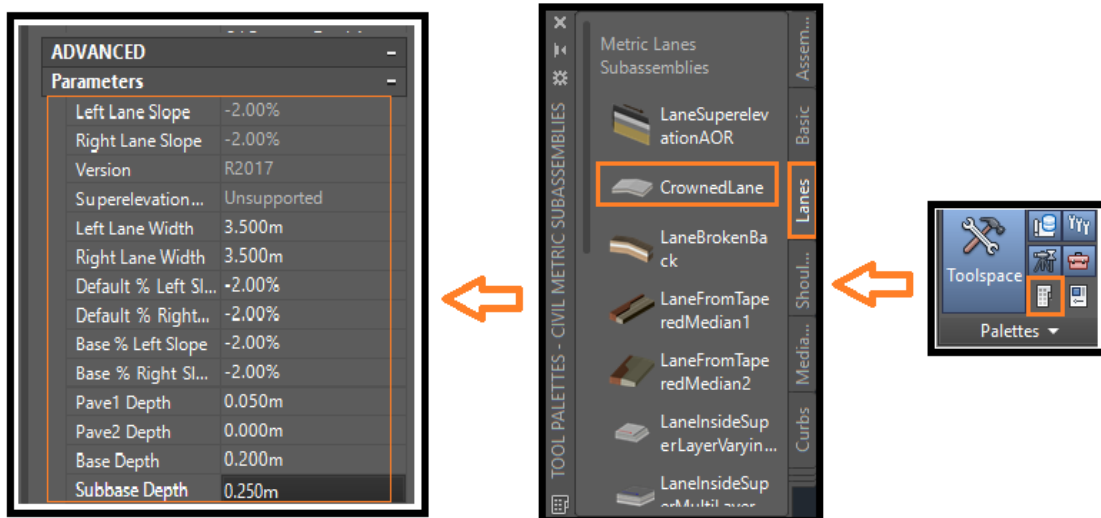 ADVANCED -
Parameters -
Left Lane Slope -2.00%
Right Lane Slope -2.00%
Version R2017
Superelevation... Unsupported
Left Lane Width 3.500m
Right Lane Width 3.500m
Default % Left Sl... -2.00%
Default % Right... -2.00%
Base % Left Slope -2.00%
Base % Right Sl... -2.00%
Pave1 Depth 0.050m
Pave2 Depth 0.000m
Base Depth 0.200m
Subbase Depth 0.250m
TOOL PALETTES - CIVIL METRIC SUBASSEMBLIES
Metric Lanes
Subassemblies
LaneSuperelev
ationAOR
CrownedLane
LaneBrokenBa
ck
LaneFromTape
redMedian1
LaneFromTape
redMedian2
LaneInsideSup
erLayerVaryin...
LaneInsideSup
erMultiLayer
Assem...
Basic
Lanes
Shoul...
Media...
Curbs
Toolspace
Palettes